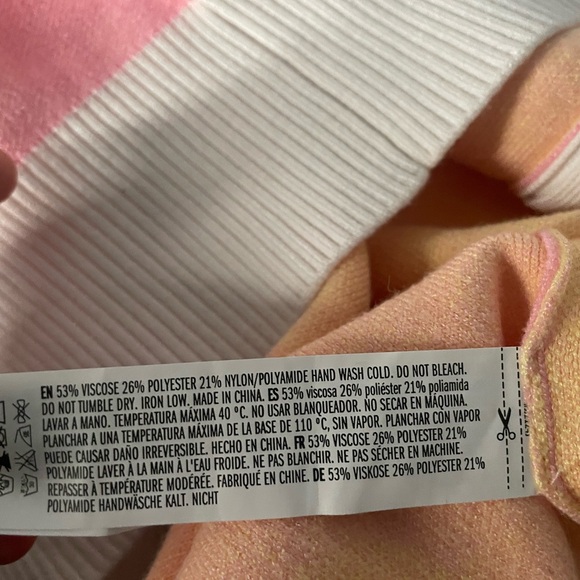 EN 53% VISCOSE 26% POLYESTER 21% NYLON/POLYAMIDE HAND WASH COLD. DO NOT BLEACH.
DO NOT TUMBLE DRY. IRON LOW, MADE IN CHINA. ES 53% viscosa 26% poliéster 21% poliamida
LAVAR A MANO. TEMPERATURA MÁXIMA 40 ºC. NO USAR BLANQUEADOR. NO SECAR EN MÁQUINA.
PLANCHAR A UNA TEMPERATURA MÁXIMA DE LA BASE DE 110 ºC, SIN VAPOR. PLANCHAR CON VAPOR
PUEDE CAUSAR DAÑO IRREVERSIBLE. HECHO EN CHINA. FR 53% VISCOSE 26% POLYESTER 21%
POLYAMIDE LAVER À LA MAIN À L'EAU FROIDE. NE PAS BLANCHIR. NE PAS SÉCHER EN MACHINE.
REPASSER À TEMPÉRATURE MODÉRÉE. FABRIQUÉ EN CHINE. DE 53% VISKOSE 26% POLYESTER 21%
POLYAMIDE HANDWÄSCHE KALT. NICHT